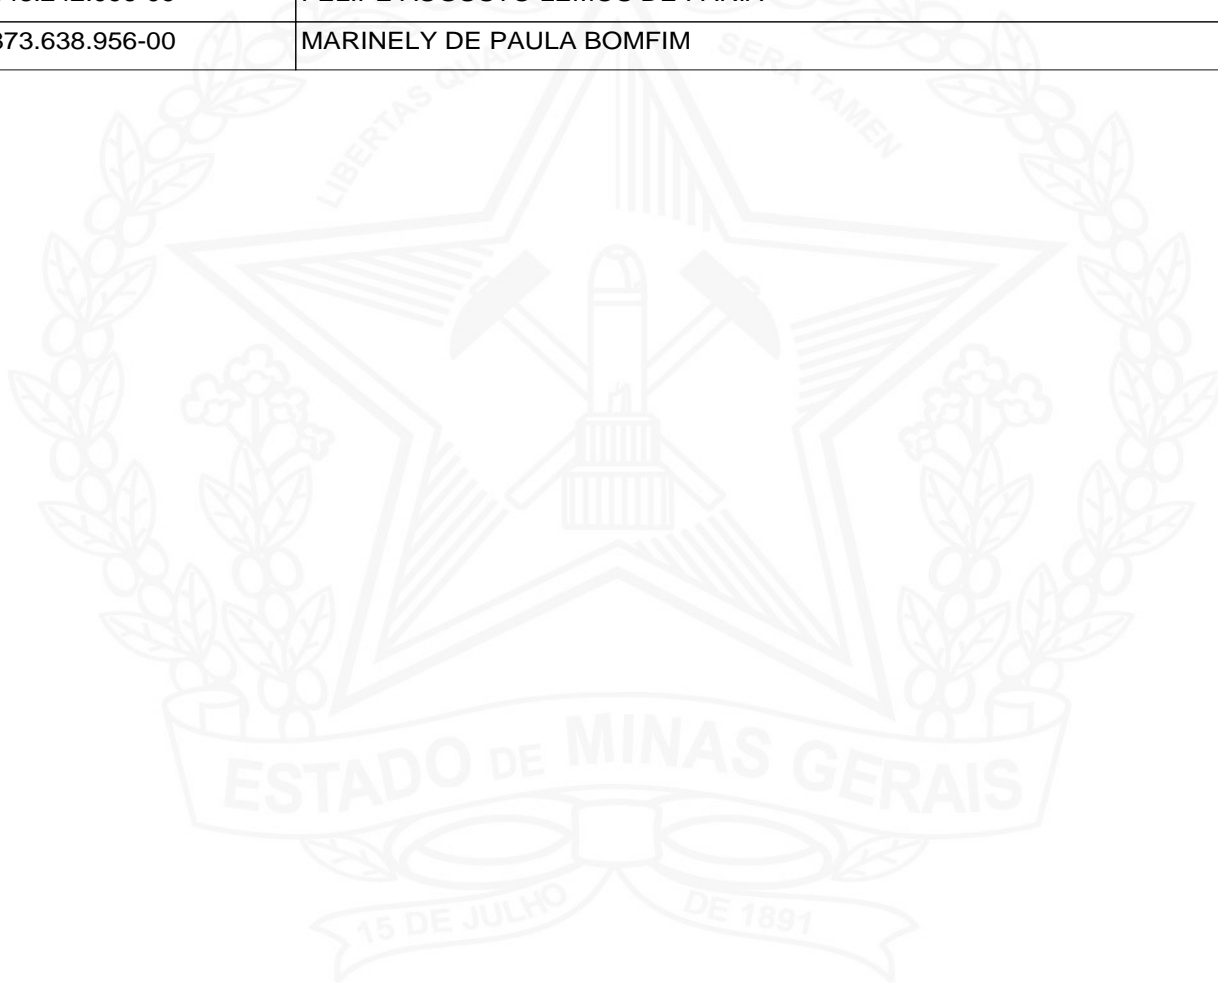 MARINELY DE PAULA BOMFIM
73.638.956-00
LIBERTAS QUAE SERA TAMEN
ESTADO DE MINAS GERAIS
15 DE JULHO DE 1891